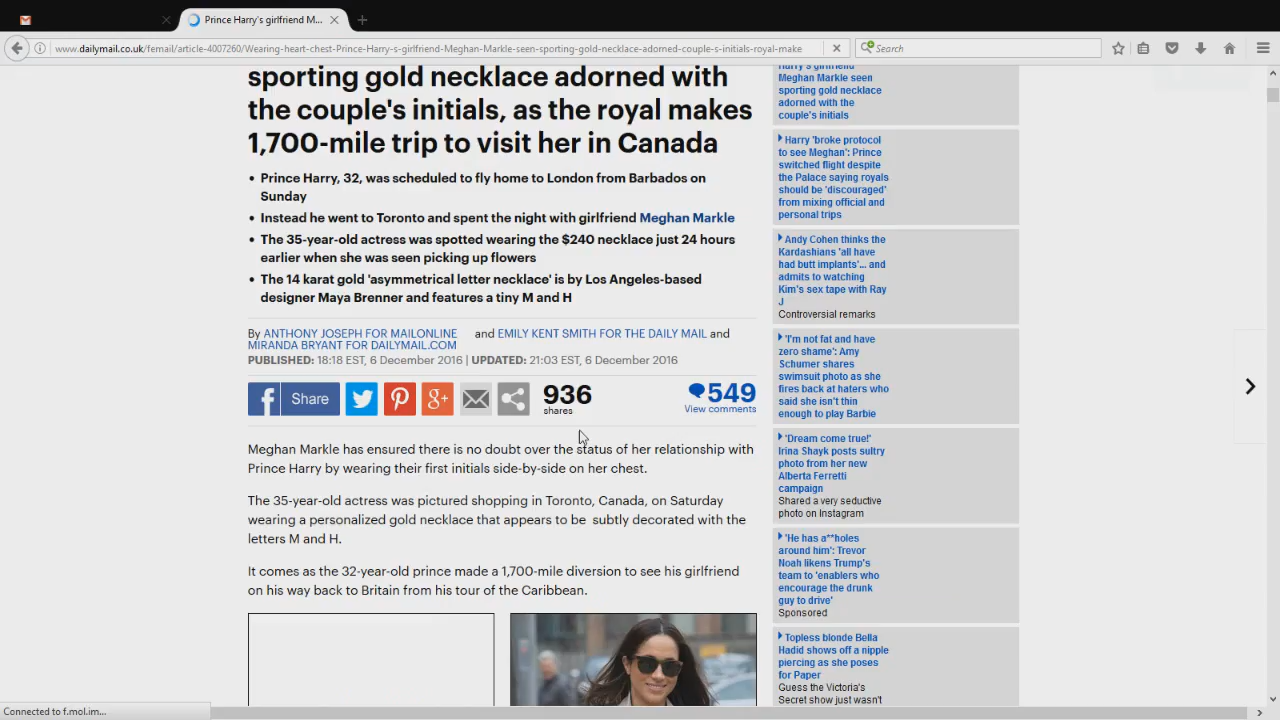 Prince Harry's girlfriend M...
www.dailymail.co.uk/femail/article-4007260/Wearing-heart-chest-Prince-Harry-s-girlfriend-Meghan-Markle-seen-sporting-gold-necklace-adorned-couple-s-initials-royal-make
Search
sporting gold necklace adorned with
the couple's initials, as the royal makes
1,700-mile trip to visit her in Canada
• Prince Harry, 32, was scheduled to fly home to London from Barbados on
Sunday
• Instead he went to Toronto and spent the night with girlfriend Meghan Markle
• The 35-year-old actress was spotted wearing the $240 necklace just 24 hours
earlier when she was seen picking up flowers
• The 14 karat gold 'asymmetrical letter necklace' is by Los Angeles-based
designer Maya Brenner and features a tiny M and H
By ANTHONY JOSEPH FOR MAILONLINE and EMILY KENT SMITH FOR THE DAILY MAIL and
MIRANDA BRYANT FOR DAILYMAIL.COM
PUBLISHED: 18:18 EST, 6 December 2016 | UPDATED: 21:03 EST, 6 December 2016
Share
936
shares
549
View comments
Meghan Markle has ensured there is no doubt over the status of her relationship with
Prince Harry by wearing their first initials side-by-side on her chest.
The 35-year-old actress was pictured shopping in Toronto, Canada, on Saturday
wearing a personalized gold necklace that appears to be subtly decorated with the
letters M and H.
It comes as the 32-year-old prince made a 1,700-mile diversion to see his girlfriend
on his way back to Britain from his tour of the Caribbean.
Harry's girlfriend
Meghan Markle seen
sporting gold necklace
adorned with the
couple's initials
Harry 'broke protocol
to see Meghan': Prince
switched flight despite
the Palace saying royals
should be 'discouraged'
from mixing official and
personal trips
Andy Cohen thinks the
Kardashians 'all have
had butt implants'... and
admits to watching
Kim's sex tape with Ray
J
Controversial remarks
'I'm not fat and have
zero shame': Amy
Schumer shares
swimsuit photo as she
fires back at haters who
said she isn't thin
enough to play Barbie
'Dream come true!'
Irina Shayk posts sultry
photo from her new
Alberta Ferretti
campaign
Shared a very seductive
photo on Instagram
'He has a**holes
around him': Trevor
Noah likens Trump's
team to 'enablers who
encourage the drunk
guy to drive'
Sponsored
Topless blonde Bella
Hadid shows off a nipple
piercing as she poses
for Paper
Guess the Victoria's
Secret show just wasn't
Connected to f.mol.im...